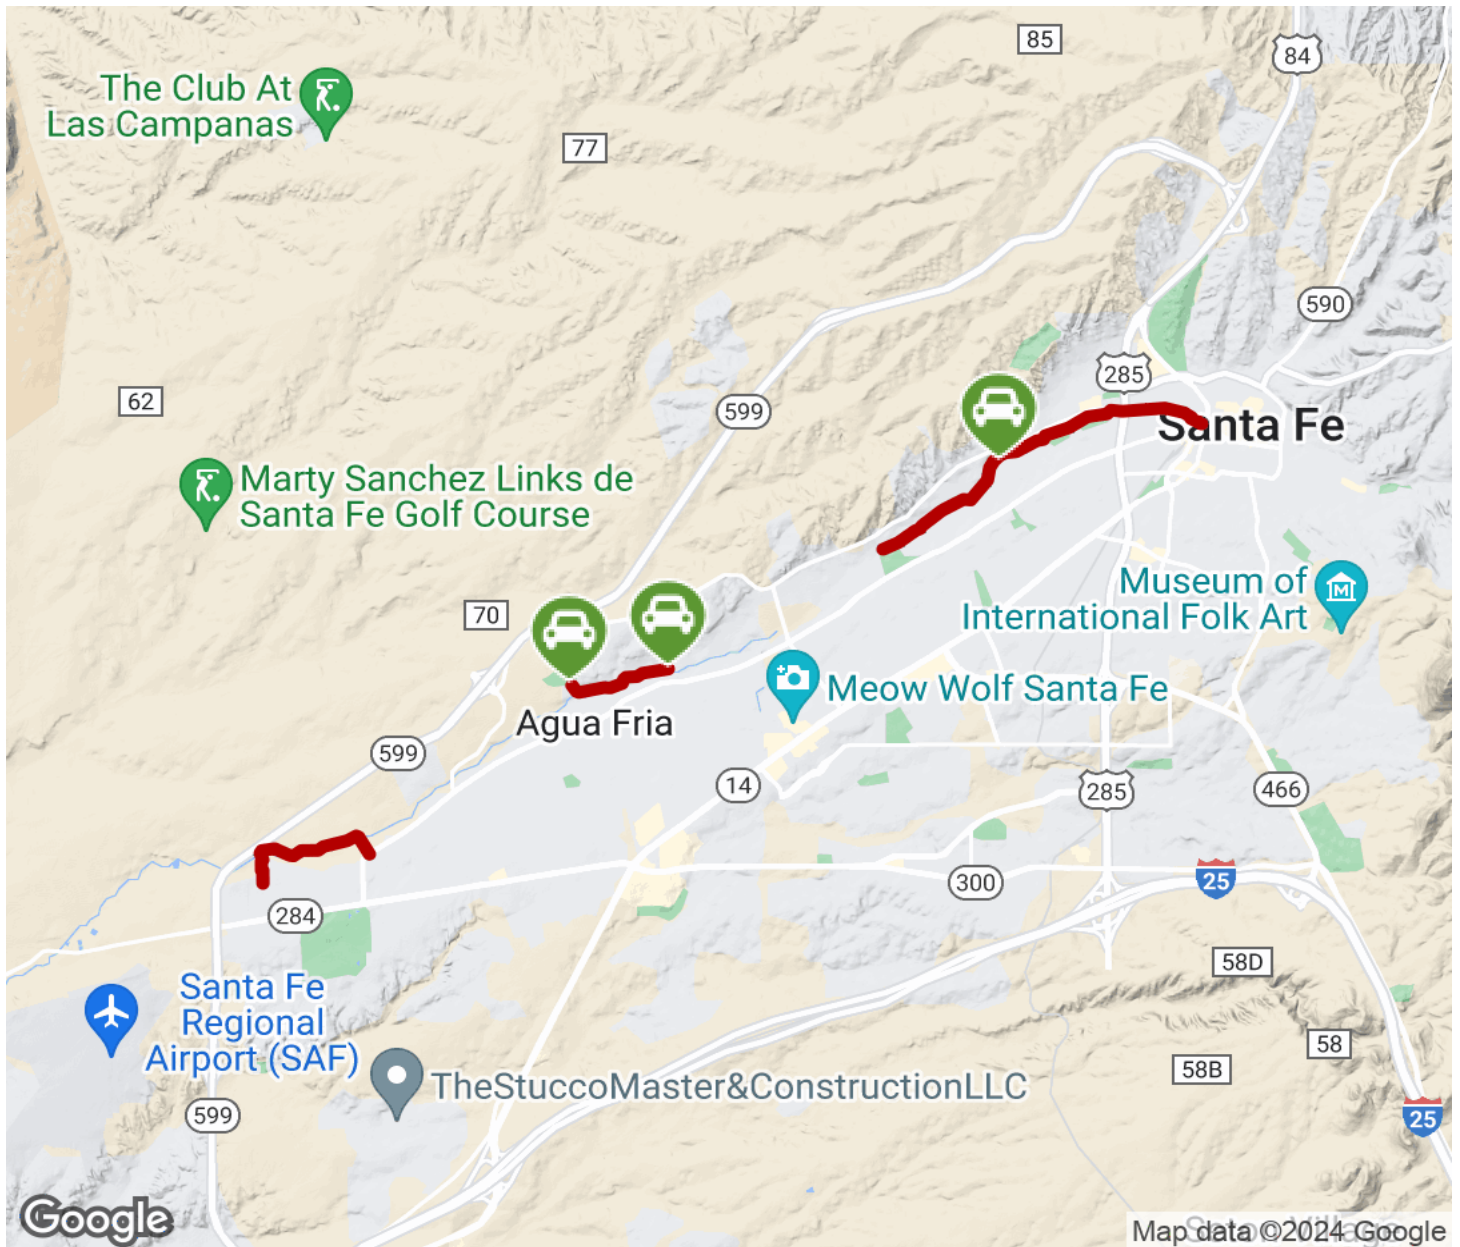 85
84
The Club At
Las Campanas
77
590
285
62
599
Santa Fe
Marty Sanchez Links de
Santa Fe Golf Course
Museum of
International Folk Art
70
Meow Wolf Santa Fe
Agua Fria
599
14
285
466
300
25
284
58D
Santa Fe
Regional
Airport (SAF)
58
58B
TheStuccoMaster&ConstructionLLC
599
25
Google
Map data ©2024 Google